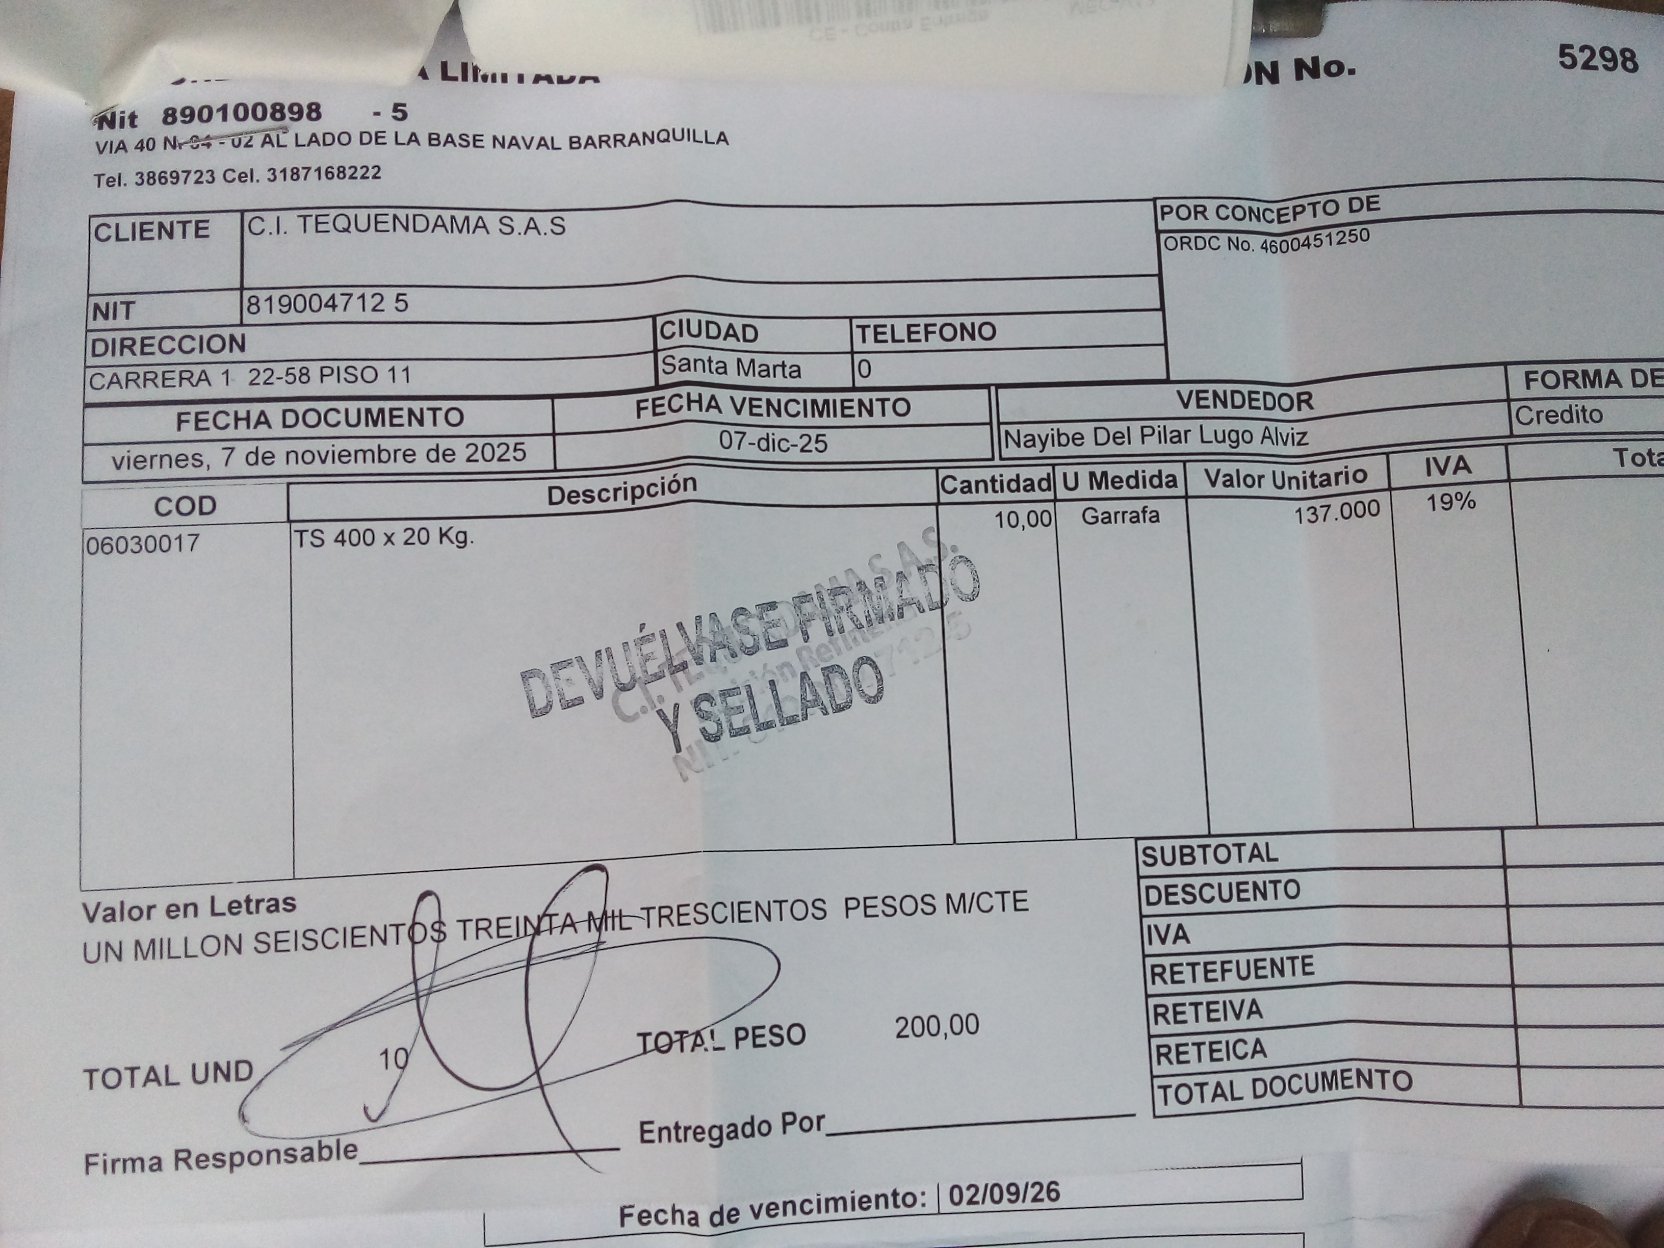 LIMITADA
No. 5298
Nit 890100898 - 5
VIA 40 - 02 AL LADO DE LA BASE NAVAL BARRANQUILLA
Tel. 3869723 Cel. 3187168222
CLIENTE C.I. TEQUENDAMA S.A.S
POR CONCEPTO DE
ORDC No. 4600451250
NIT 819004712 5
DIRECCION CIUDAD TELEFONO
CARRERA 1 22-58 PISO 11 Santa Marta 0
FECHA DOCUMENTO FECHA VENCIMIENTO VENDEDOR FORMA DE
viernes, 7 de noviembre de 2025 07-dic-25 Nayibe Del Pilar Lugo Alviz Credito
COD Descripción Cantidad U Medida Valor Unitario IVA Tota
06030017 TS 400 x 20 Kg. 10,00 Garrafa 137.000 19%
DEVUÉLVASE FIRMADO
Y SELLADO
SUBTOTAL
DESCUENTO
IVA
RETEFUENTE
RETEIVA
RETEICA
TOTAL DOCUMENTO
Valor en Letras
UN MILLON SEISCIENTOS TREINTA MIL TRESCIENTOS PESOS M/CTE
TOTAL UND 10 TOTAL PESO 200,00
Firma Responsable Entregado Por
Fecha de vencimiento: 02/09/26